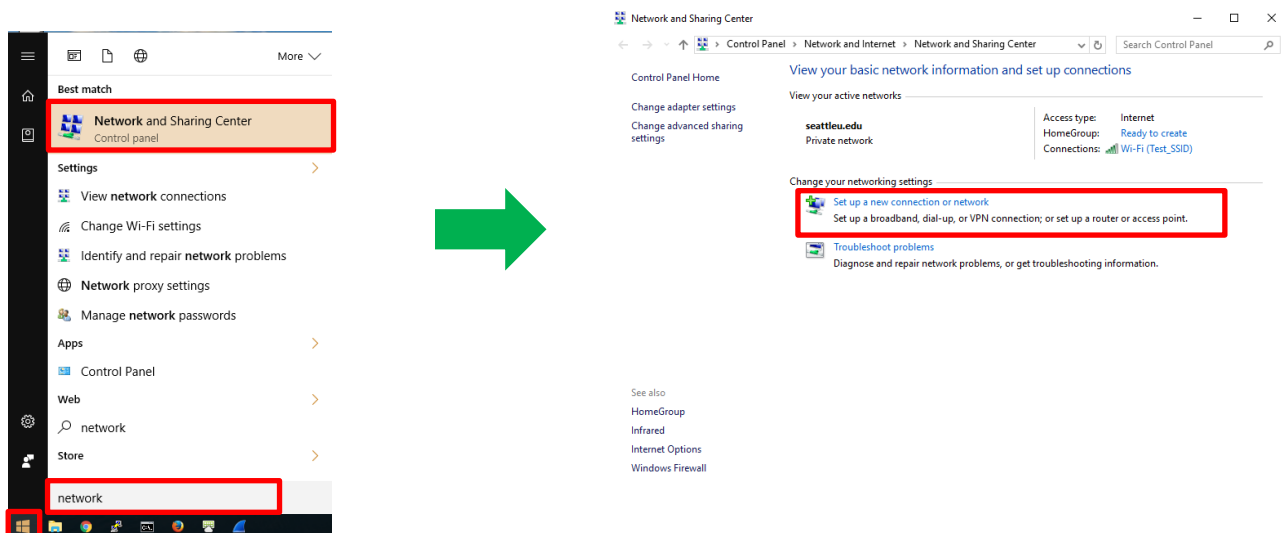 More
Best match
Network and Sharing Center
Control panel
Settings
View network connections
Change Wi-Fi settings
Identify and repair network problems
Network proxy settings
Manage network passwords
Apps
Control Panel
Web
network
Store
network
Network and Sharing Center
Control Panel > Network and Internet > Network and Sharing Center
Search Control Panel
Control Panel Home
Change adapter settings
Change advanced sharing
settings
View your basic network information and set up connections
View your active networks
seattleu.edu
Private network
Access type: Internet
HomeGroup: Ready to create
Connections: Wi-Fi (Test_SSID)
Change your networking settings
Set up a new connection or network
Set up a broadband, dial-up, or VPN connection; or set up a router or access point.
Troubleshoot problems
Diagnose and repair network problems, or get troubleshooting information.
See also
HomeGroup
Infrared
Internet Options
Windows Firewall